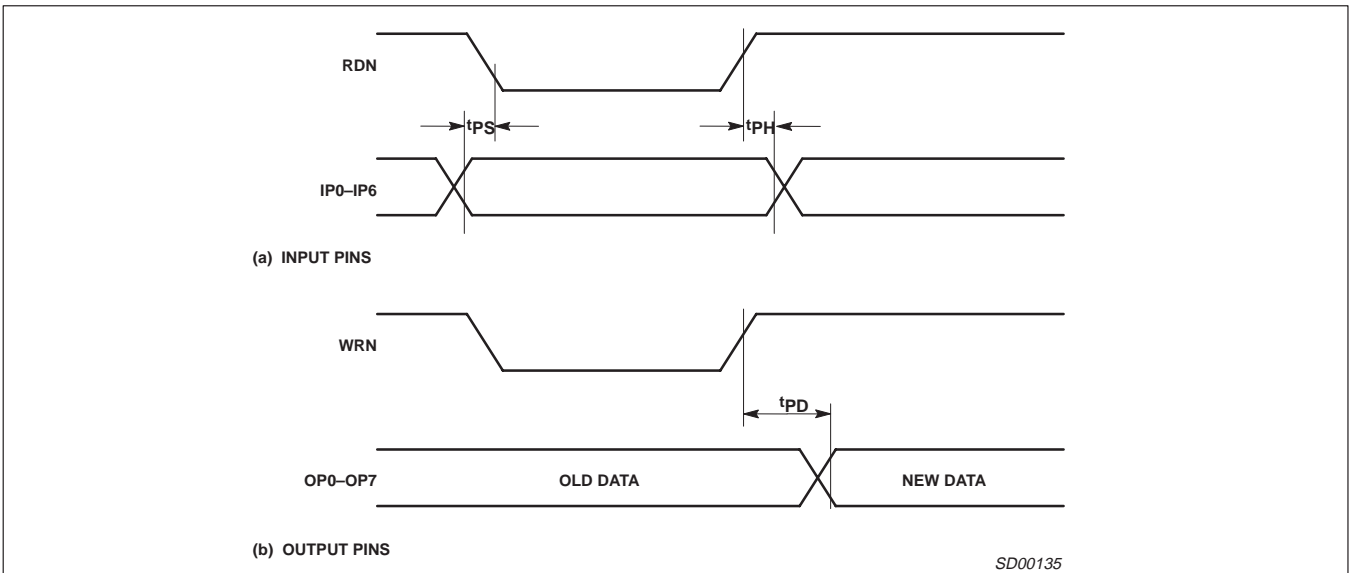 RDN
tPS
tPH
IP0–IP6
(a) INPUT PINS
WRN
tPD
OP0–OP7
OLD DATA
NEW DATA
(b) OUTPUT PINS
SD00135